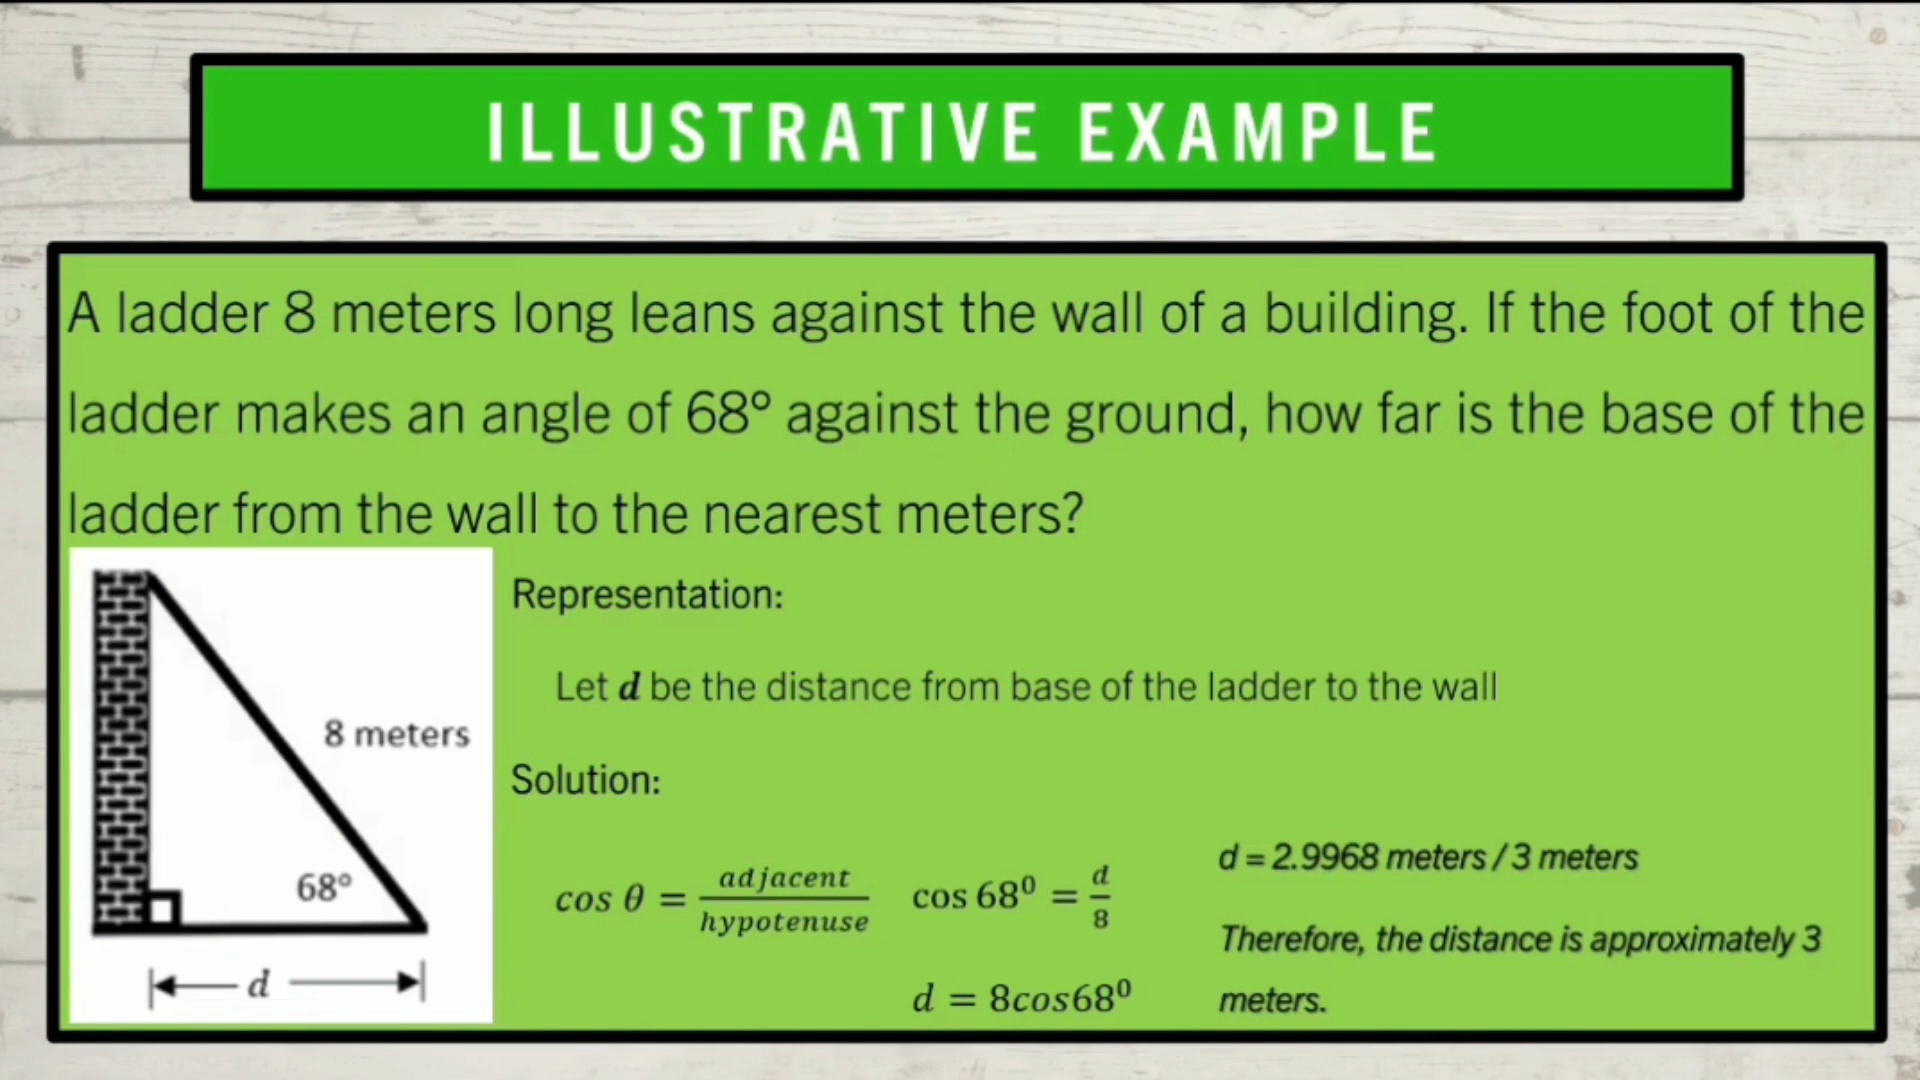 ILLUSTRATIVE EXAMPLE
A ladder 8 meters long leans against the wall of a building. If the foot of the
ladder makes an angle of 68° against the ground, how far is the base of the
ladder from the wall to the nearest meters?
8 meters
68°
d
Representation:
Let d be the distance from base of the ladder to the wall
Solution:
cos θ = adjacent / hypotenuse
cos 68⁰ = d / 8
d = 8cos68⁰
d = 2.9968 meters / 3 meters
Therefore, the distance is approximately 3
meters.